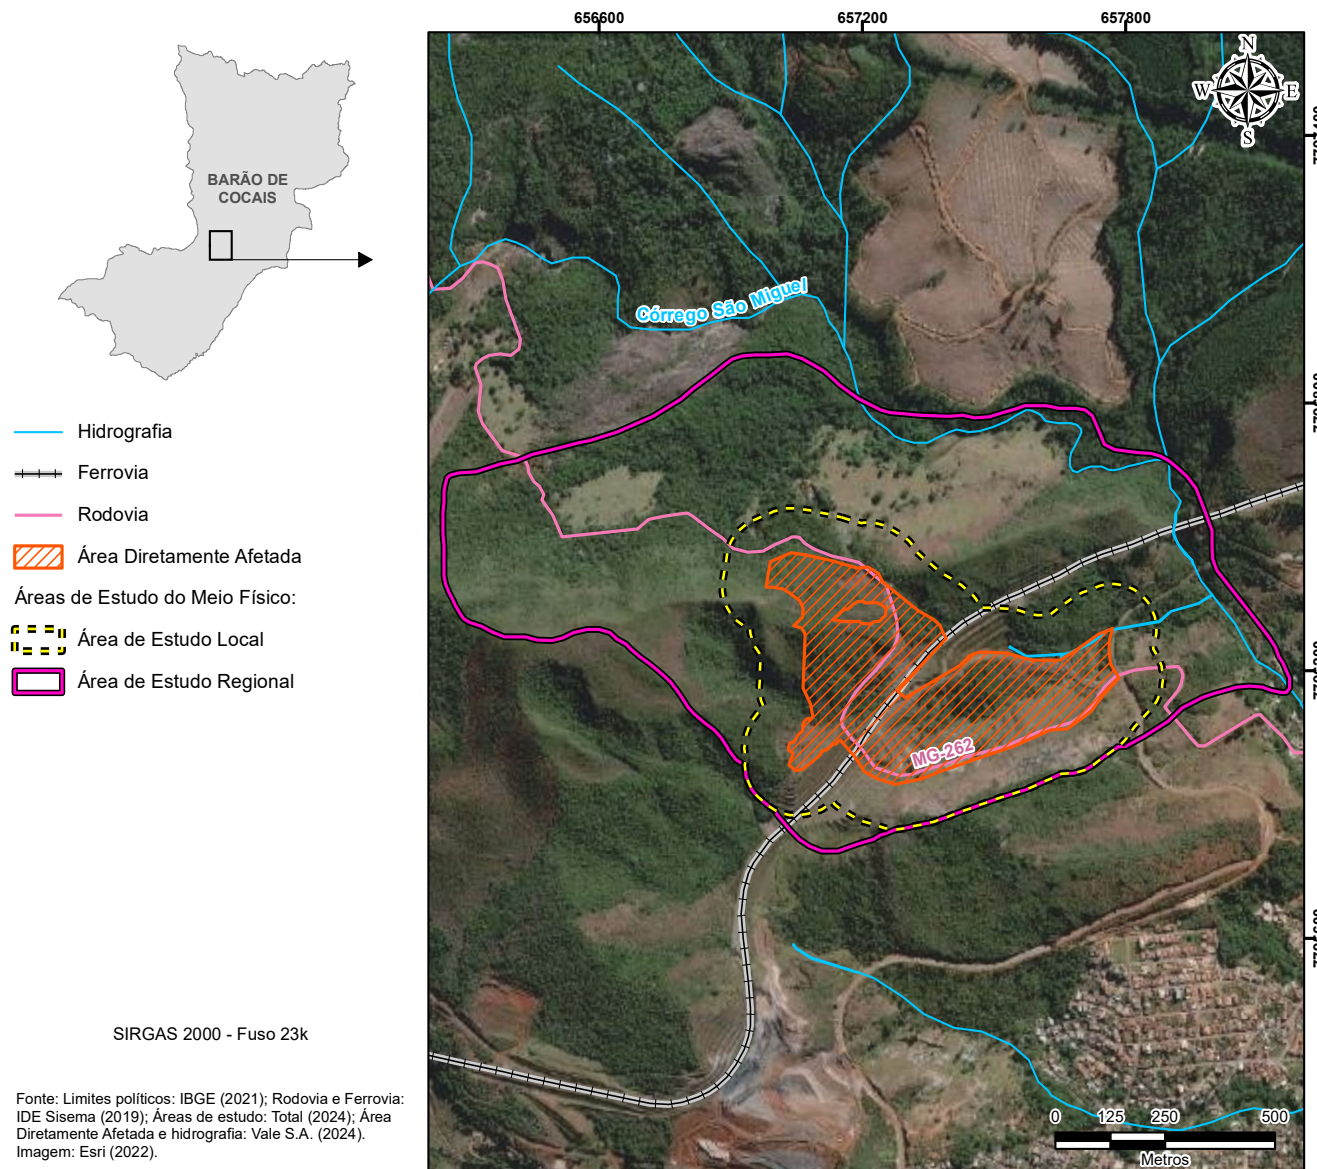 656600
657200
657800
N
W
E
S
BARÃO DE
COCAIS
Córrego São Miguel
Hidrografia
Ferrovia
Rodovia
Área Diretamente Afetada
Áreas de Estudo do Meio Físico:
Área de Estudo Local
Área de Estudo Regional
MG-262
SIRGAS 2000 - Fuso 23k
Fonte: Limites políticos: IBGE (2021); Rodovia e Ferrovia:
IDE Sisema (2019); Áreas de estudo: Total (2024); Área
Diretamente Afetada e hidrografia: Vale S.A. (2024).
Imagem: Esri (2022).
0 125 250 500
Metros